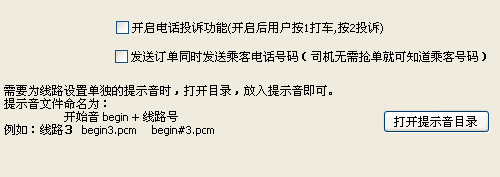 开启电话投诉功能(开启后用户按1打车,按2投诉)
发送订单同时发送乘客电话号码（司机无需抢单就可知道乘客号码）
需要为线路设置单独的提示音时，打开目录，放入提示音即可。
提示音文件命名为：
开始音 begin + 线路号
例如：线路3 begin3.pcm begin#3.pcm
打开提示音目录